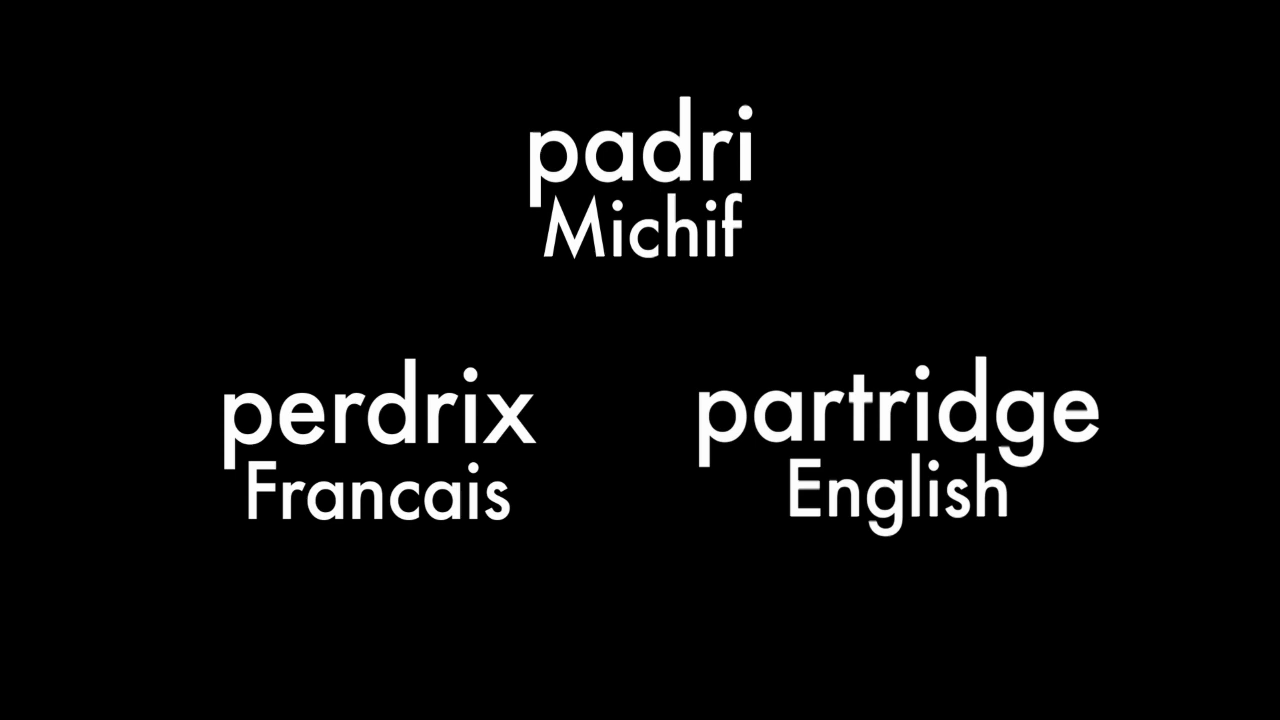 padri
Michif
perdrix
Francais
partridge
English